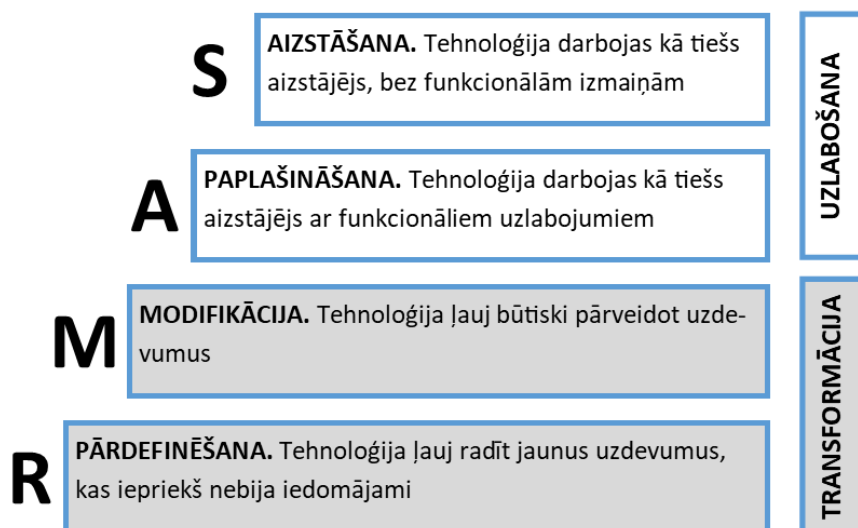 S
AIZSTĀŠANA. Tehnoloģija darbojas kā tiešs
aizstājējs, bez funkcionālām izmaiņām
A
PAPLAŠINĀŠANA. Tehnoloģija darbojas kā tiešs
aizstājējs ar funkcionāliem uzlabojumiem
UZLABOŠANA
M
MODIFIKĀCIJA. Tehnoloģija ļauj būtiski pārveidot uzde-
vumus
R
PĀRDEFINĒŠANA. Tehnoloģija ļauj radīt jaunus uzdevumus,
kas iepriekš nebija iedomājami
TRANSFORMĀCIJA